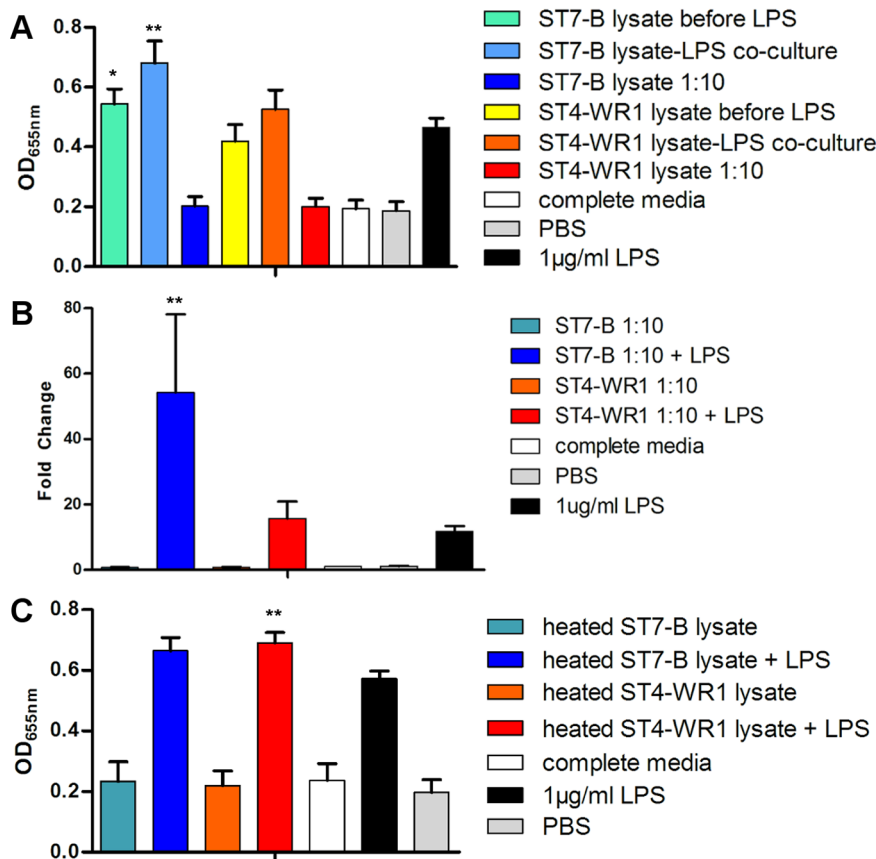 A
0.8
0.6
0.4
0.2
0.0
OD655nm
*
**
ST7-B lysate before LPS
ST7-B lysate-LPS co-culture
ST7-B lysate 1:10
ST4-WR1 lysate before LPS
ST4-WR1 lysate-LPS co-culture
ST4-WR1 lysate 1:10
complete media
PBS
1µg/ml LPS
B
80
60
40
20
0
Fold Change
**
ST7-B 1:10
ST7-B 1:10 + LPS
ST4-WR1 1:10
ST4-WR1 1:10 + LPS
complete media
PBS
1ug/ml LPS
C
0.8
0.6
0.4
0.2
0.0
OD655nm
**
heated ST7-B lysate
heated ST7-B lysate + LPS
heated ST4-WR1 lysate
heated ST4-WR1 lysate + LPS
complete media
1µg/ml LPS
PBS